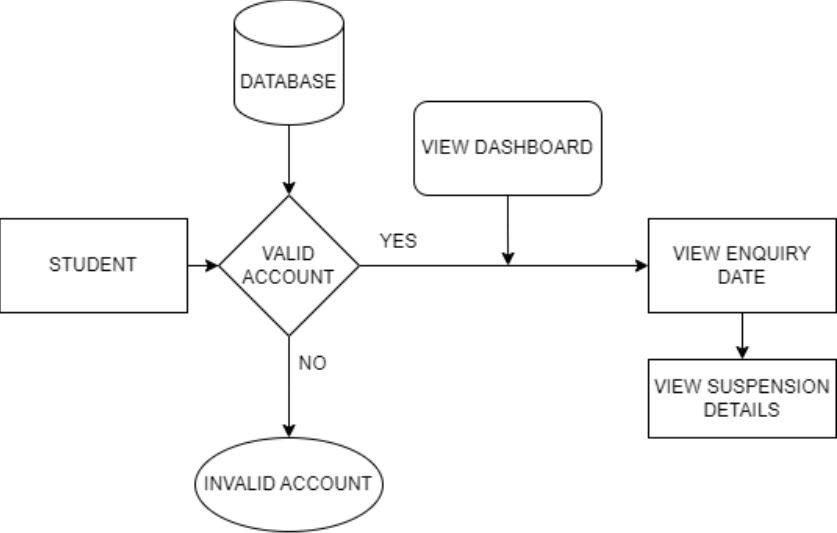 DATABASE
VIEW DASHBOARD
STUDENT
VALID
ACCOUNT
YES
VIEW ENQUIRY
DATE
NO
VIEW SUSPENSION
DETAILS
INVALID ACCOUNT